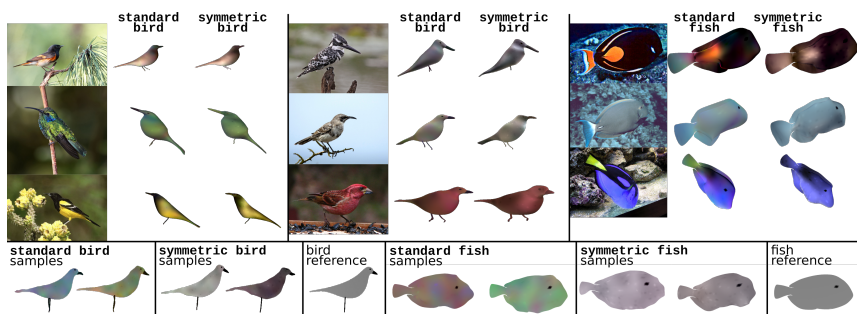 standard bird
symmetric bird
standard bird
symmetric bird
standard fish
symmetric fish
standard bird
samples
symmetric bird
samples
bird
reference
standard fish
samples
symmetric fish
samples
fish
reference